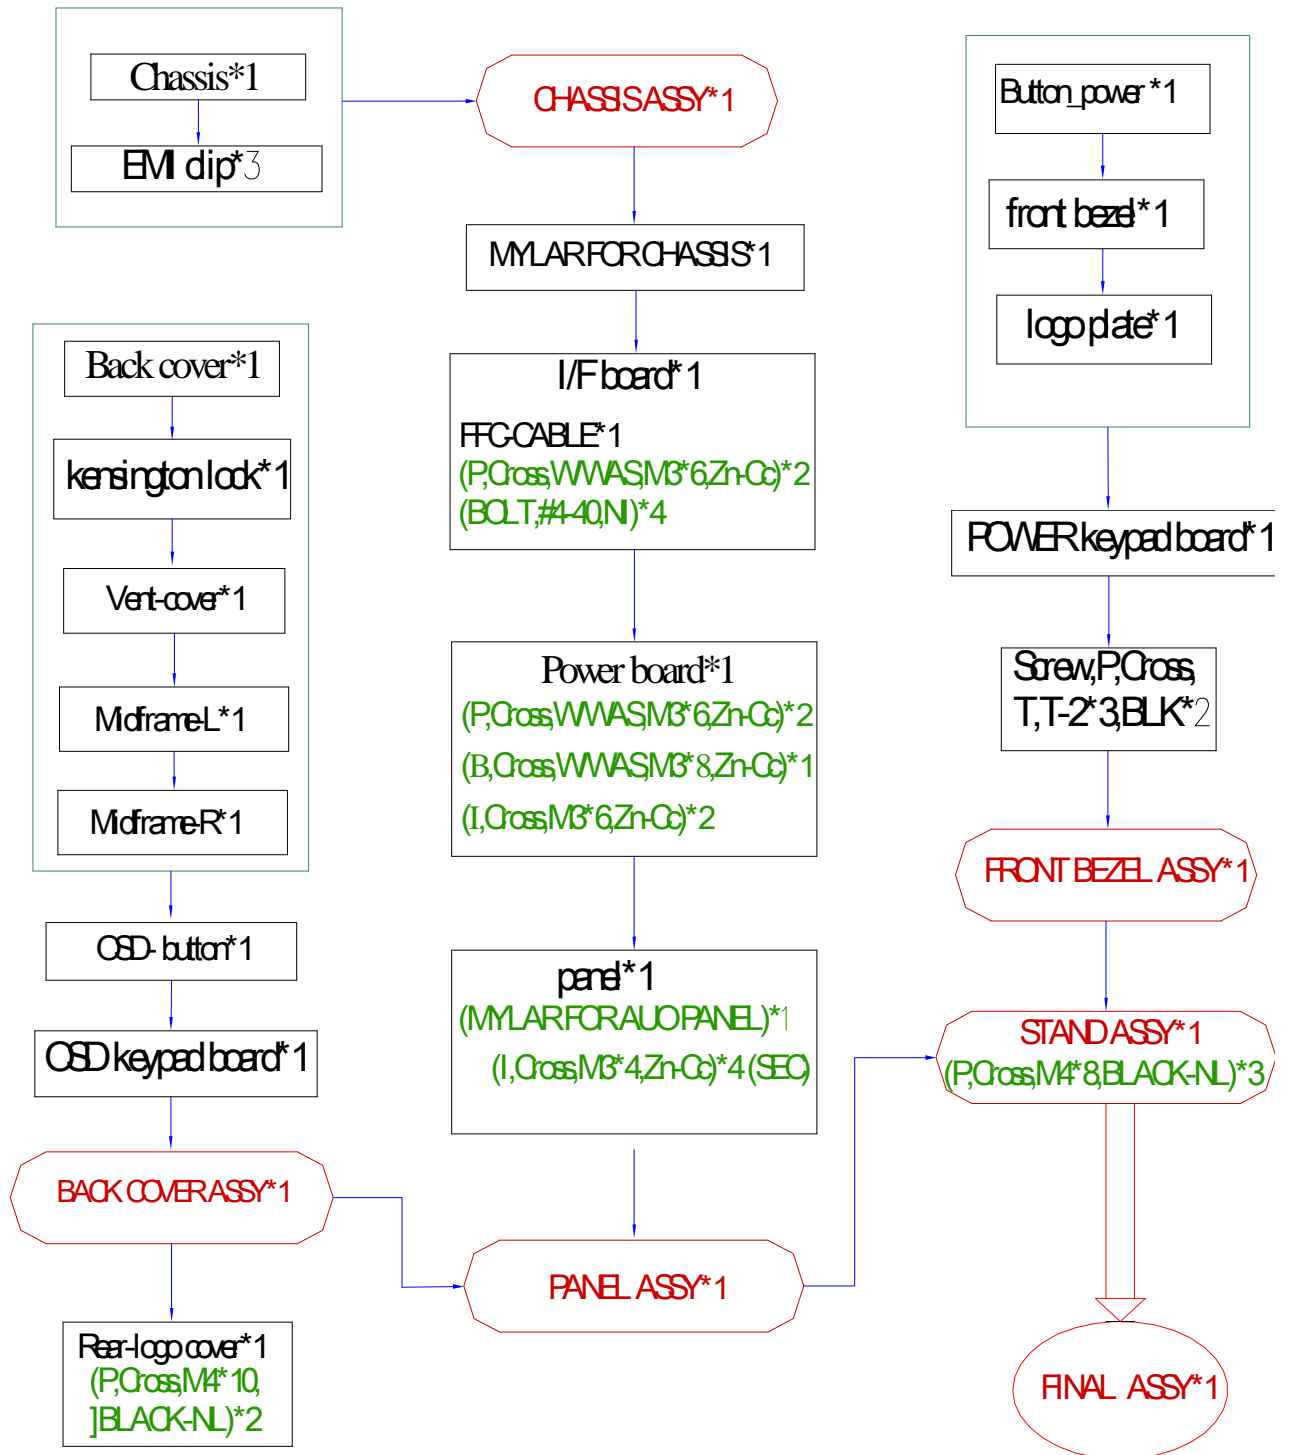 Chassis*1
EMI clip*3
CHASSIS ASSY*1
MYLAR FOR CHASSIS*1
I/F board*1
FFC-CABLE*1
(P,Cross,W/WAS,M3*6,Zn-Cc)*2
(BOLT,#4-40,NI)*4
Power board*1
(P,Cross,W/WAS,M3*6,Zn-Cc)*2
(B,Cross,W/WAS,M3*8,Zn-Cc)*1
(I,Cross,M3*6,Zn-Cc)*2
panel*1
(MYLAR FOR AUO PANEL)*1
(I,Cross,M3*4,Zn-Cc)*4 (SEC)
PANEL ASSY*1
Back cover*1
kensington lock*1
Vent-cover*1
Midframe-L*1
Midframe-R*1
OSD- button*1
OSD keypad board*1
BACK COVER ASSY*1
Rear-logo cover*1
(P,Cross,M4*10,
]BLACK-NL)*2
Button_power *1
front bezel*1
logo plate*1
POWER keypad board*1
Screw,P,Cross,
T,T-2*3,BLK*2
FRONT BEZEL ASSY*1
STAND ASSY*1
(P,Cross,M4*8,BLACK-NL)*3
FINAL ASSY*1